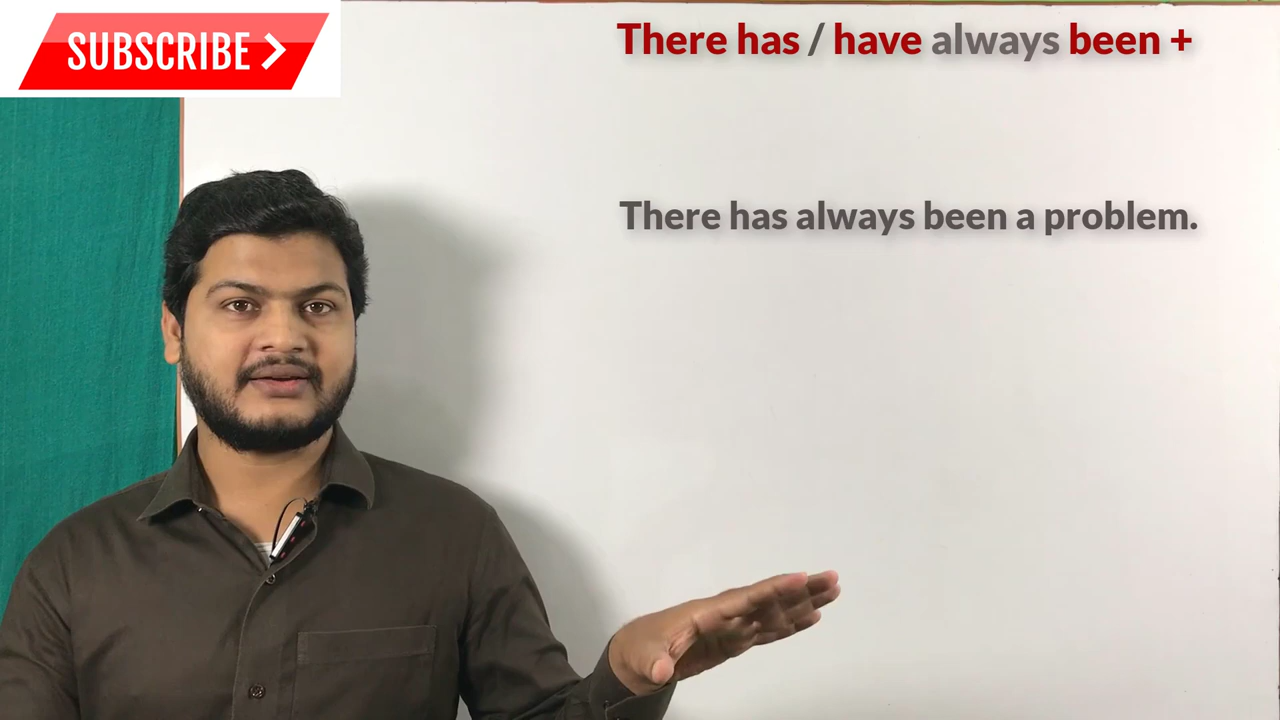 SUBSCRIBE
There has / have always been +
There has always been a problem.